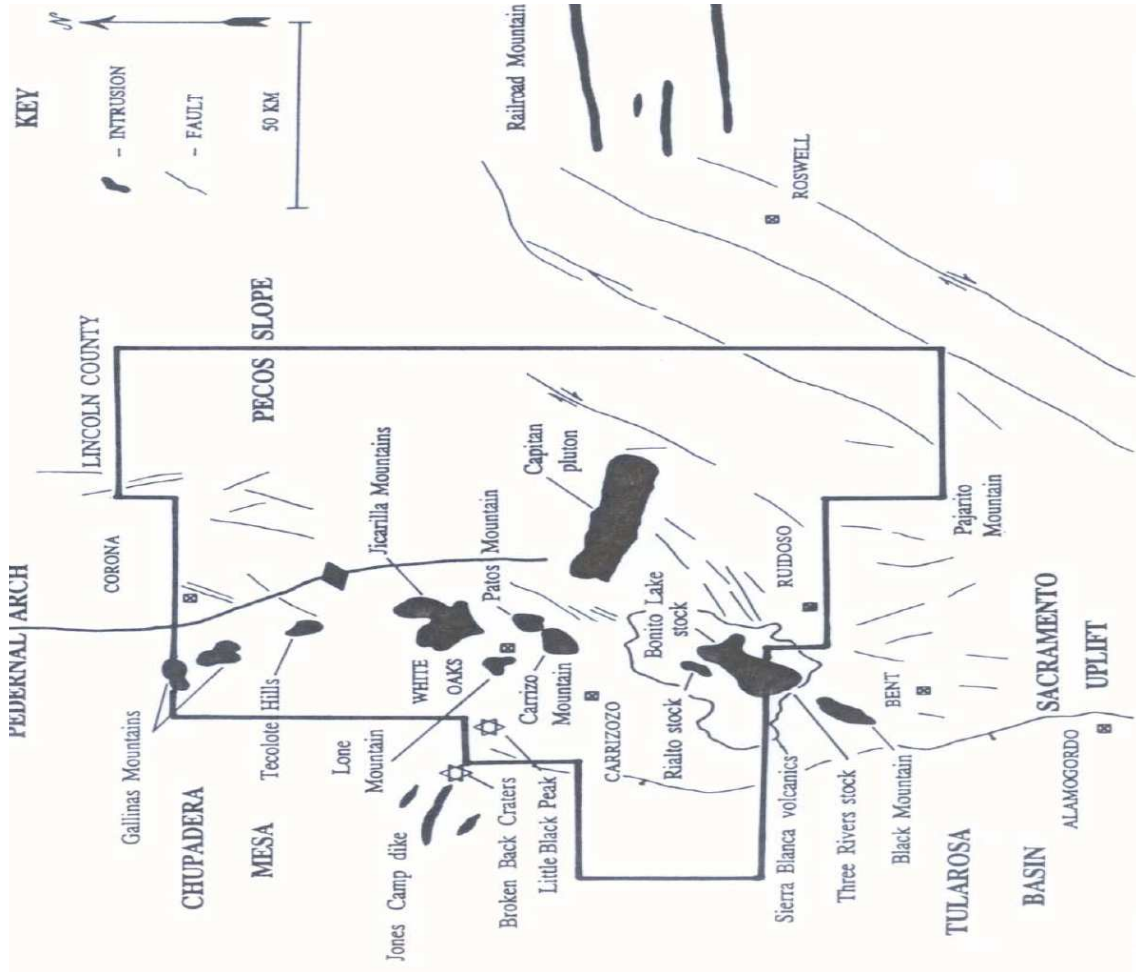 KEY
N
– INTRUSION
– FAULT
50 KM
PEDERNAL ARCH
LINCOLN COUNTY
CORONA
PECOS SLOPE
Gallinas Mountains
CHUPADERA
MESA
Tecolote Hills
Jicarilla Mountains
Lone
Mountain
WHITE
OAKS
Patos Mountain
Jones Camp dike
Broken Back Craters
Little Black Peak
Carrizo
Mountain
Capitan
pluton
Railroad Mountain
CARRIZOZO
Rialto stock
Bonito Lake
stock
RUIDOSO
ROSWELL
Sierra Blanca volcanics
Three Rivers stock
Black Mountain
BENT
Pajarito
Mountain
TULAROSA
BASIN
SACRAMENTO
UPLIFT
ALAMOGORDO